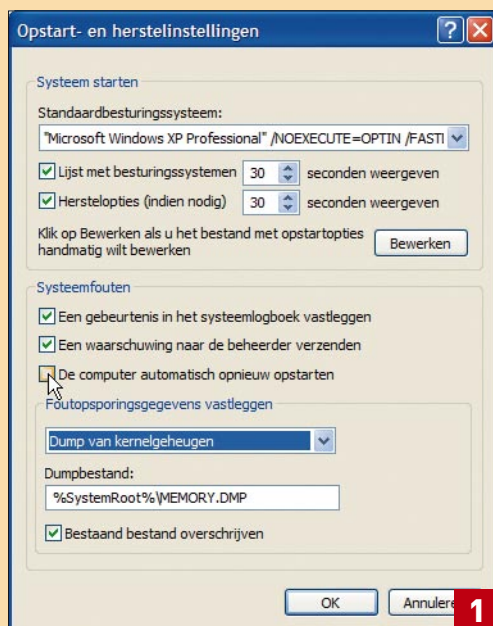 Opstart- en herstelinstellingen
Systeem starten
Standaardbesturingssysteem:
"Microsoft Windows XP Professional" /NOEXECUTE=OPTIN
Lijst met besturingssystemen 30 seconden weergeven
Herstelopties (indien nodig) 30 seconden weergeven
Klik op Bewerken als u het bestand met opstartopties
handmatig wilt bewerken
Bewerken
Systeemfouten
Een gebeurtenis in het systeemlogboek vastleggen
Een waarschuwing naar de beheerder verzenden
De computer automatisch opnieuw opstarten
Foutopsporingsgegevens vastleggen
Dump van kernelgeheugen
Dumpbestand:
%SystemRoot%\MEMORY.DMP
Bestaand bestand overschrijven
OK
1